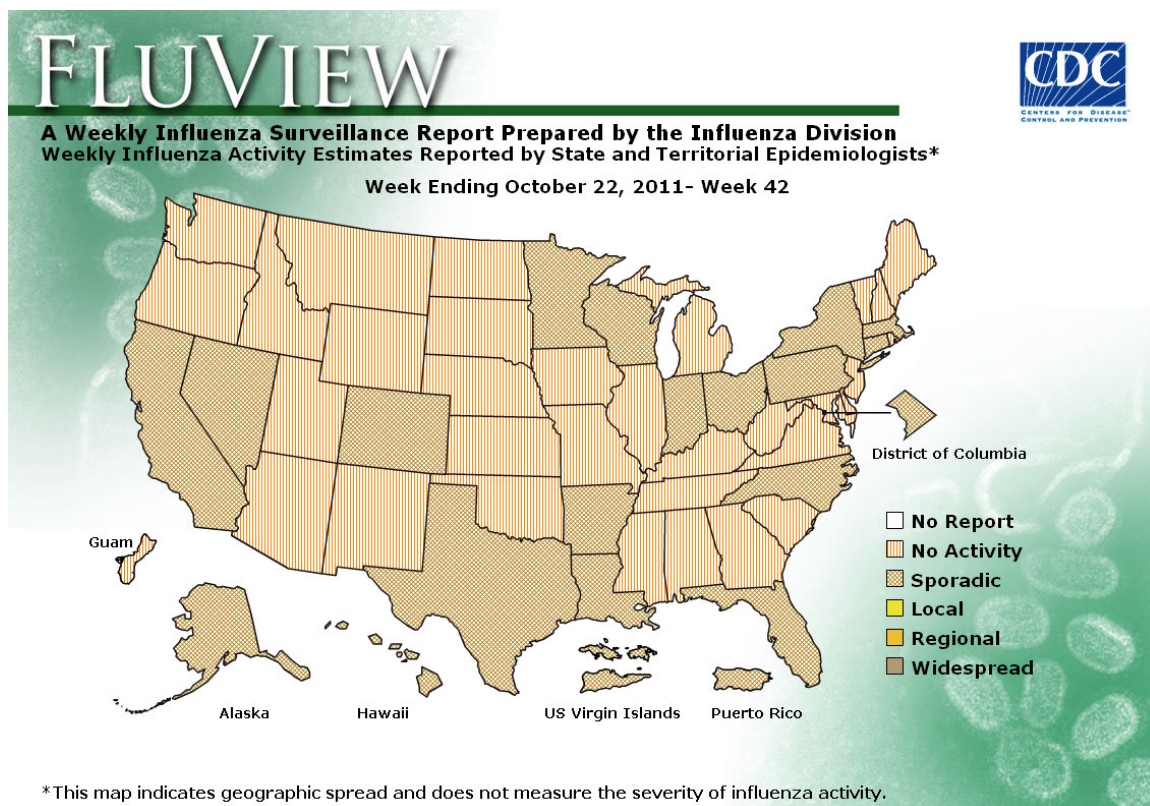 FLUVIEW
CDC
CENTERS FOR DISEASE™
CONTROL AND PREVENTION
A Weekly Influenza Surveillance Report Prepared by the Influenza Division
Weekly Influenza Activity Estimates Reported by State and Territorial Epidemiologists*
Week Ending October 22, 2011- Week 42
District of Columbia
No Report
Guam
No Activity
Sporadic
Local
Regional
Widespread
Alaska
Hawaii
US Virgin Islands
Puerto Rico
*This map indicates geographic spread and does not measure the severity of influenza activity.